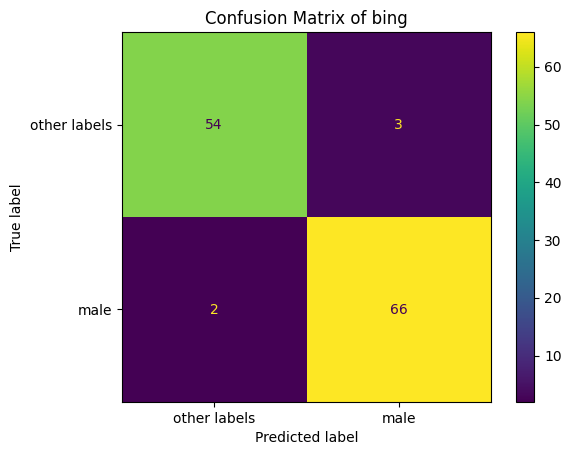 Confusion Matrix of bing
other labels
54
3
True label
male
2
66
other labels
male
Predicted label
60
50
40
30
20
10